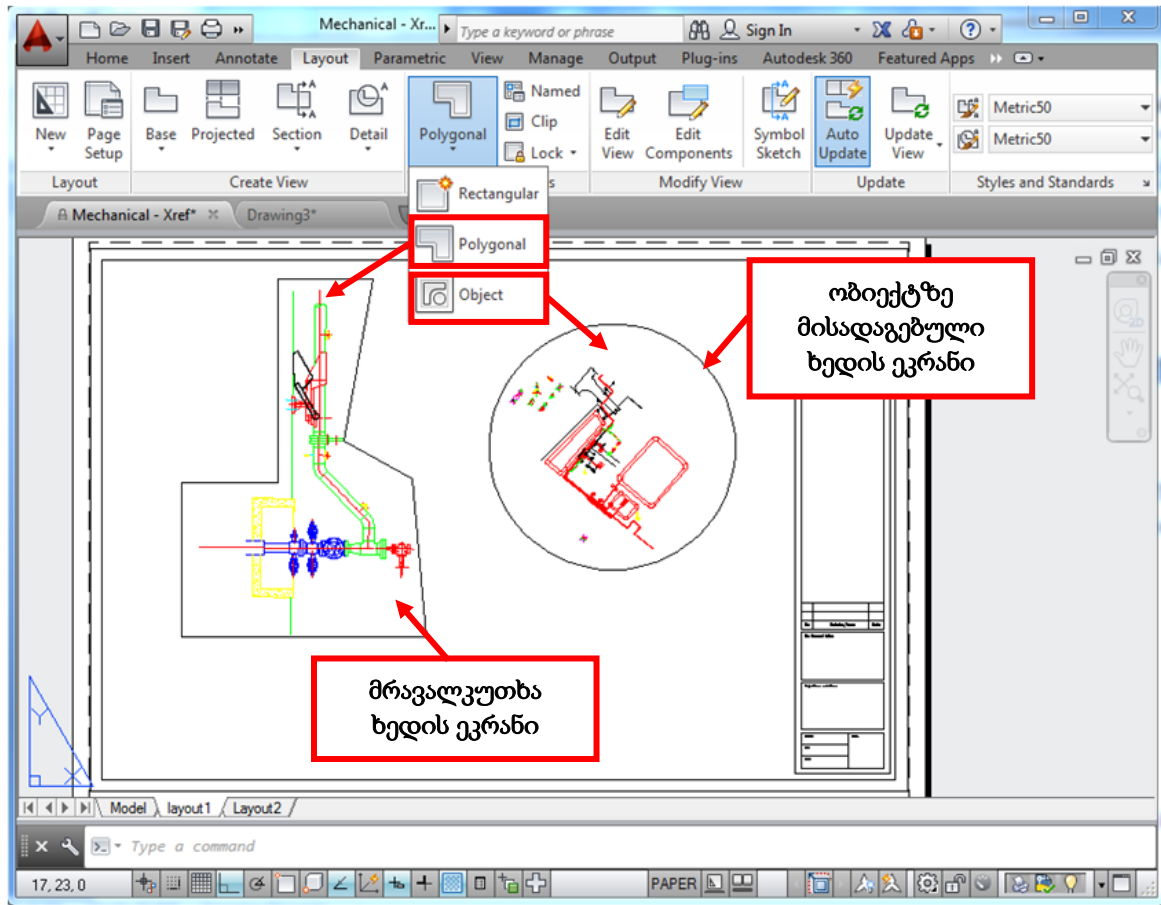 Mechanical - Xr... Type a keyword or phrase Sign In
Home Insert Annotate Layout Parametric View Manage Output Plug-ins Autodesk 360 Featured Apps
New
Page Setup
Base
Projected
Section
Detail
Polygonal
Named
Clip
Lock
Edit View
Edit Components
Symbol Sketch
Auto Update
Update View
Metric50
Metric50
Layout Create View Modify View Update Styles and Standards
Mechanical - Xref* Drawing3*
Rectangular
Polygonal
Object
ობიექტზე
მისადაგებული
ხედის ეკრანი
2D
მრავალკუთხა
ხედის ეკრანი
Y
X
Model layout1 Layout2
Type a command
17, 23, 0 PAPER